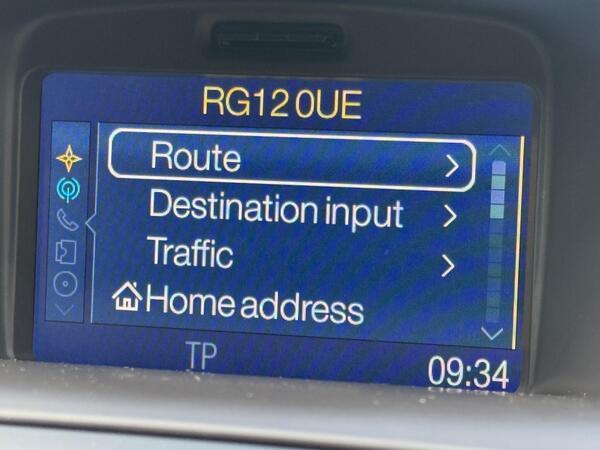 RG12 0UE
Route
Destination input
Traffic
Home address
TP
09:34